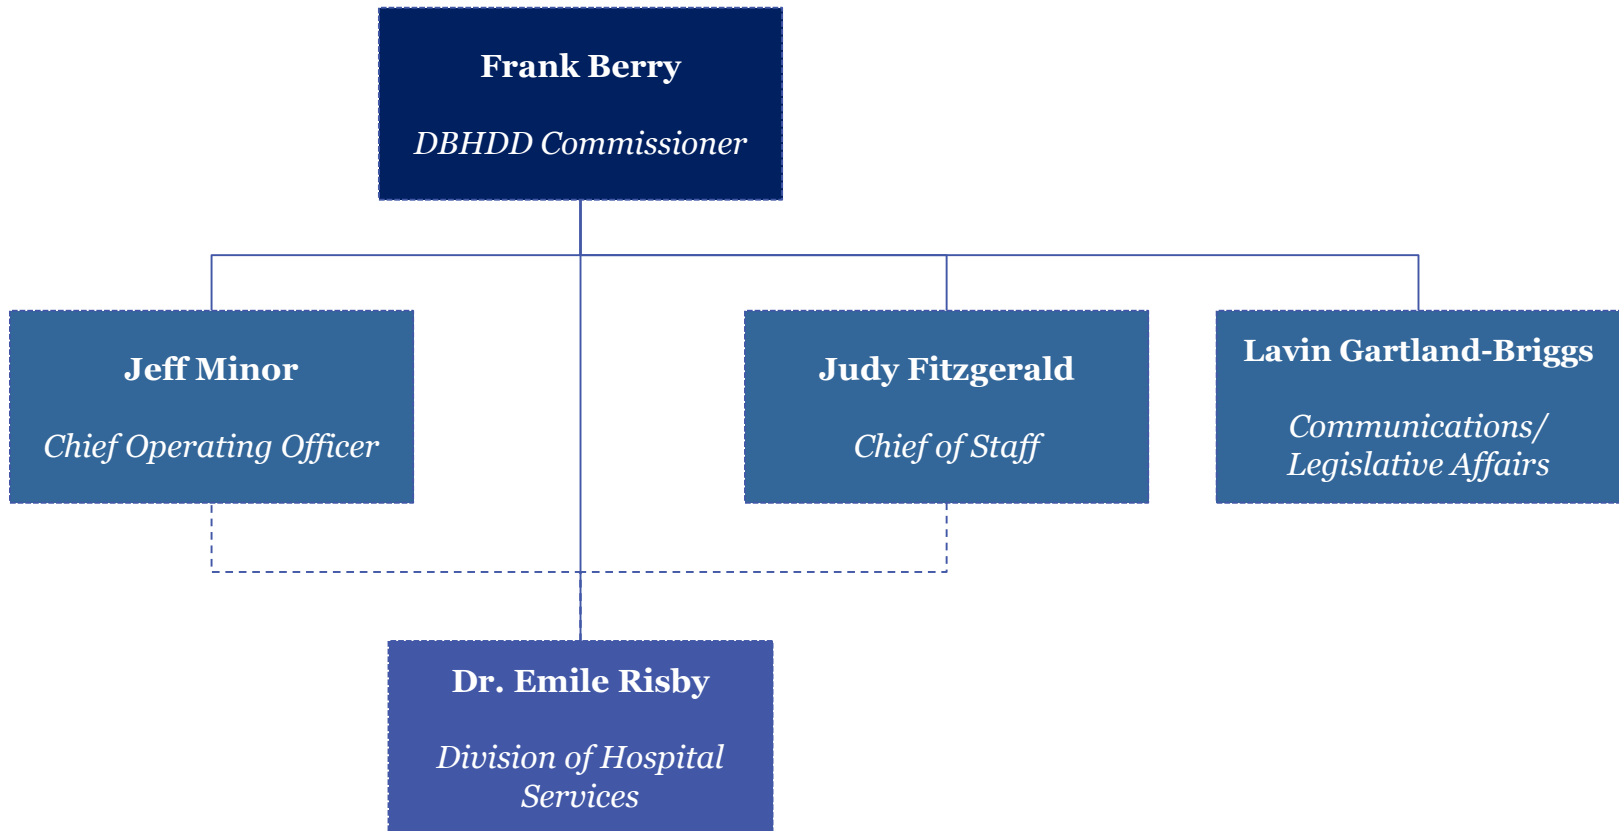 Frank Berry
DBHDD Commissioner
Jeff Minor
Chief Operating Officer
Judy Fitzgerald
Chief of Staff
Lavin Gartland-Briggs
Communications/
Legislative Affairs
Dr. Emile Risby
Division of Hospital
Services